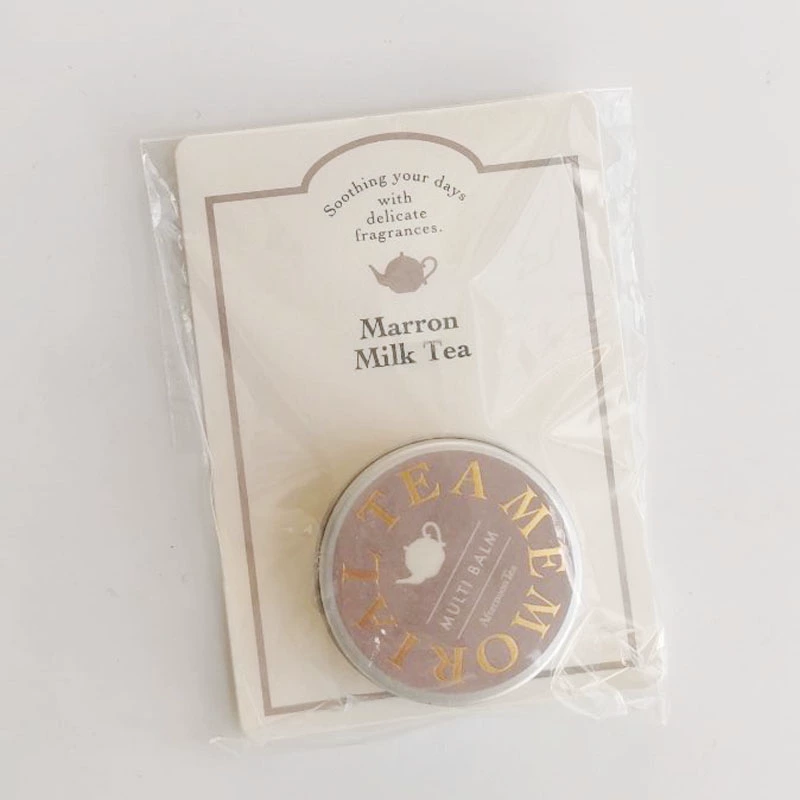 Soothing your days
with
delicate
fragrances.
Marron
Milk Tea
TEA MEMORIAL
MULTI BALM
Afternoon Tea